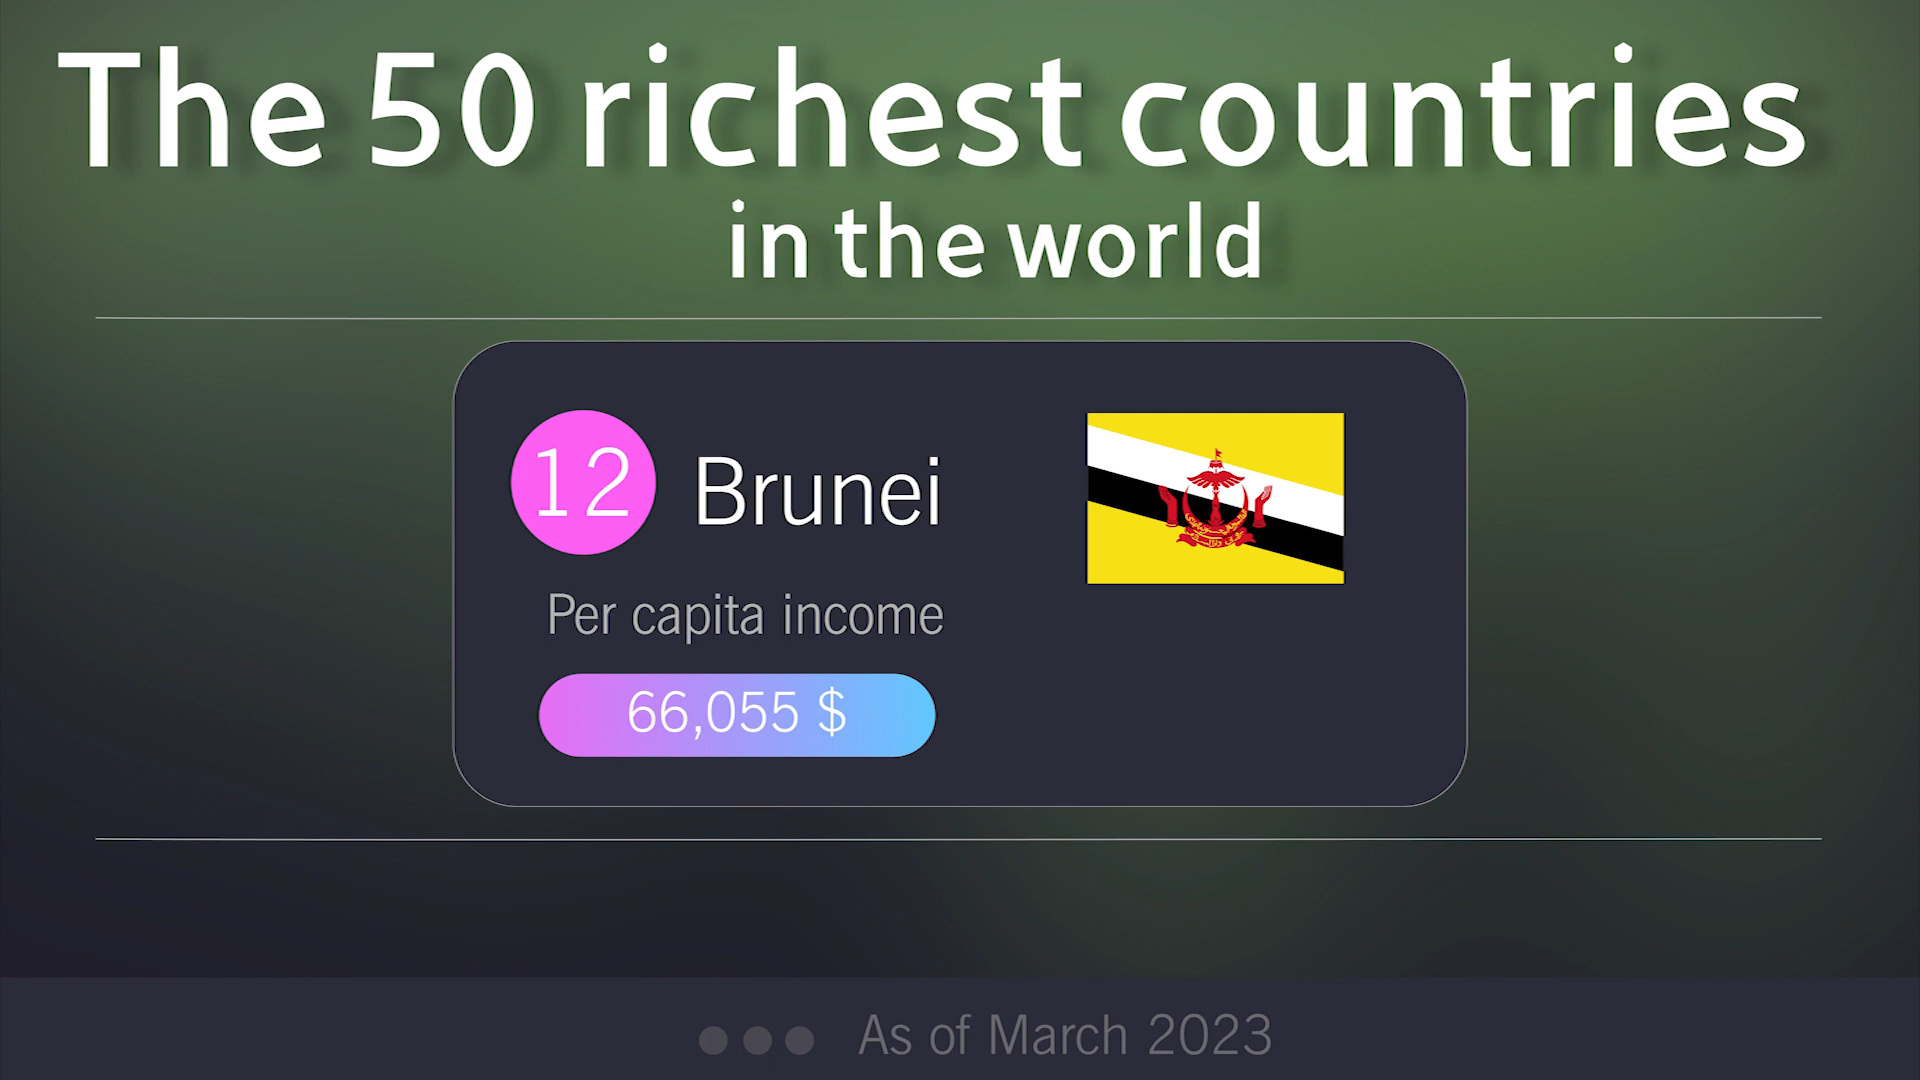 The 50 richest countries
in the world
12 Brunei
Per capita income
66,055 $
As of March 2023